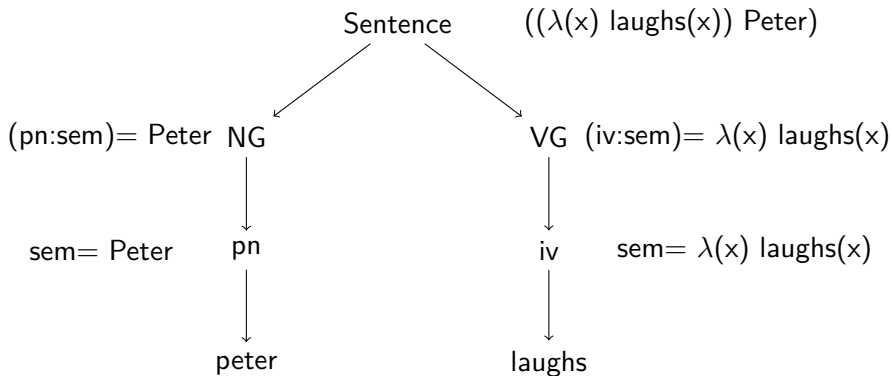 Sentence ((λ(x) laughs(x)) Peter)
(pn:sem)= Peter NG VG (iv:sem)= λ(x) laughs(x)
sem= Peter pn iv sem= λ(x) laughs(x)
peter laughs